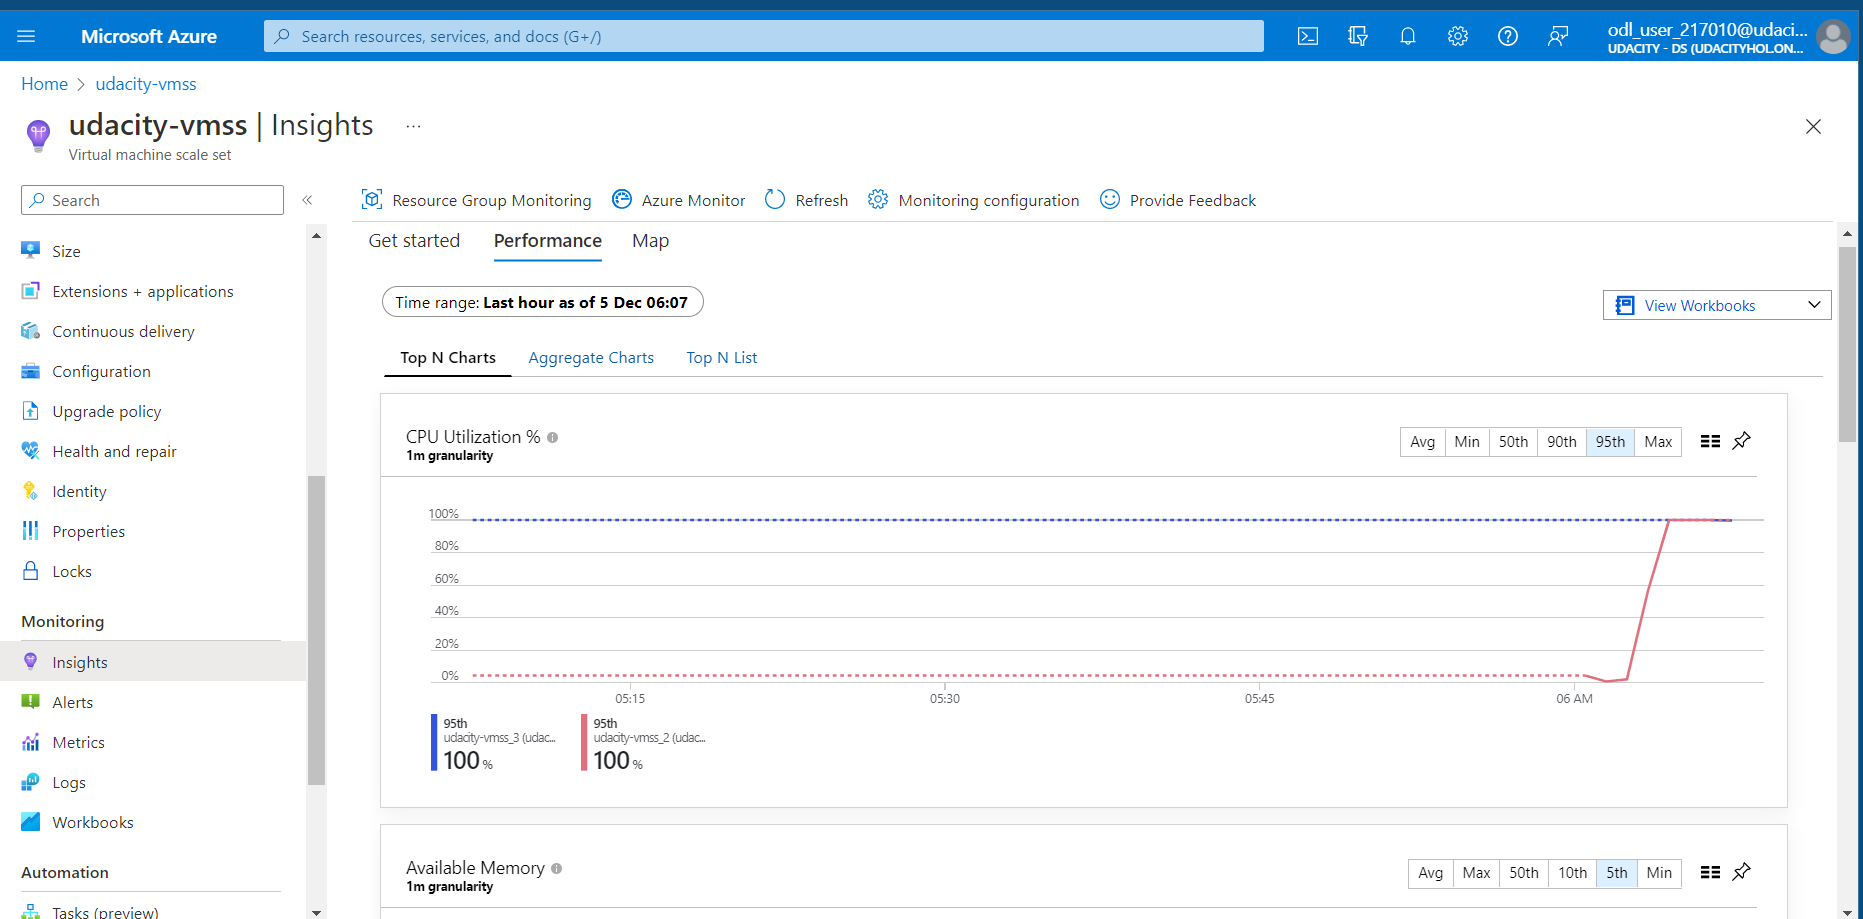 Microsoft Azure
Search resources, services, and docs (G+/)
odl_user_217010@udaci...
UDACITY - DS (UDACITYHOL.ON...
Home > udacity-vmss
udacity-vmss | Insights ...
Virtual machine scale set
Search «
Size
Extensions + applications
Continuous delivery
Configuration
Upgrade policy
Health and repair
Identity
Properties
Locks
Monitoring
Insights
Alerts
Metrics
Logs
Workbooks
Automation
Tasks (preview)
Resource Group Monitoring Azure Monitor Refresh Monitoring configuration Provide Feedback
Get started Performance Map
Time range: Last hour as of 5 Dec 06:07
View Workbooks
Top N Charts Aggregate Charts Top N List
CPU Utilization %
1m granularity
Avg Min 50th 90th 95th Max
100%
80%
60%
40%
20%
0%
05:15 05:30 05:45 06 AM
95th
udacity-vmss_3 (udac...
100 %
95th
udacity-vmss_2 (udac...
100 %
Available Memory
1m granularity
Avg Max 50th 10th 5th Min